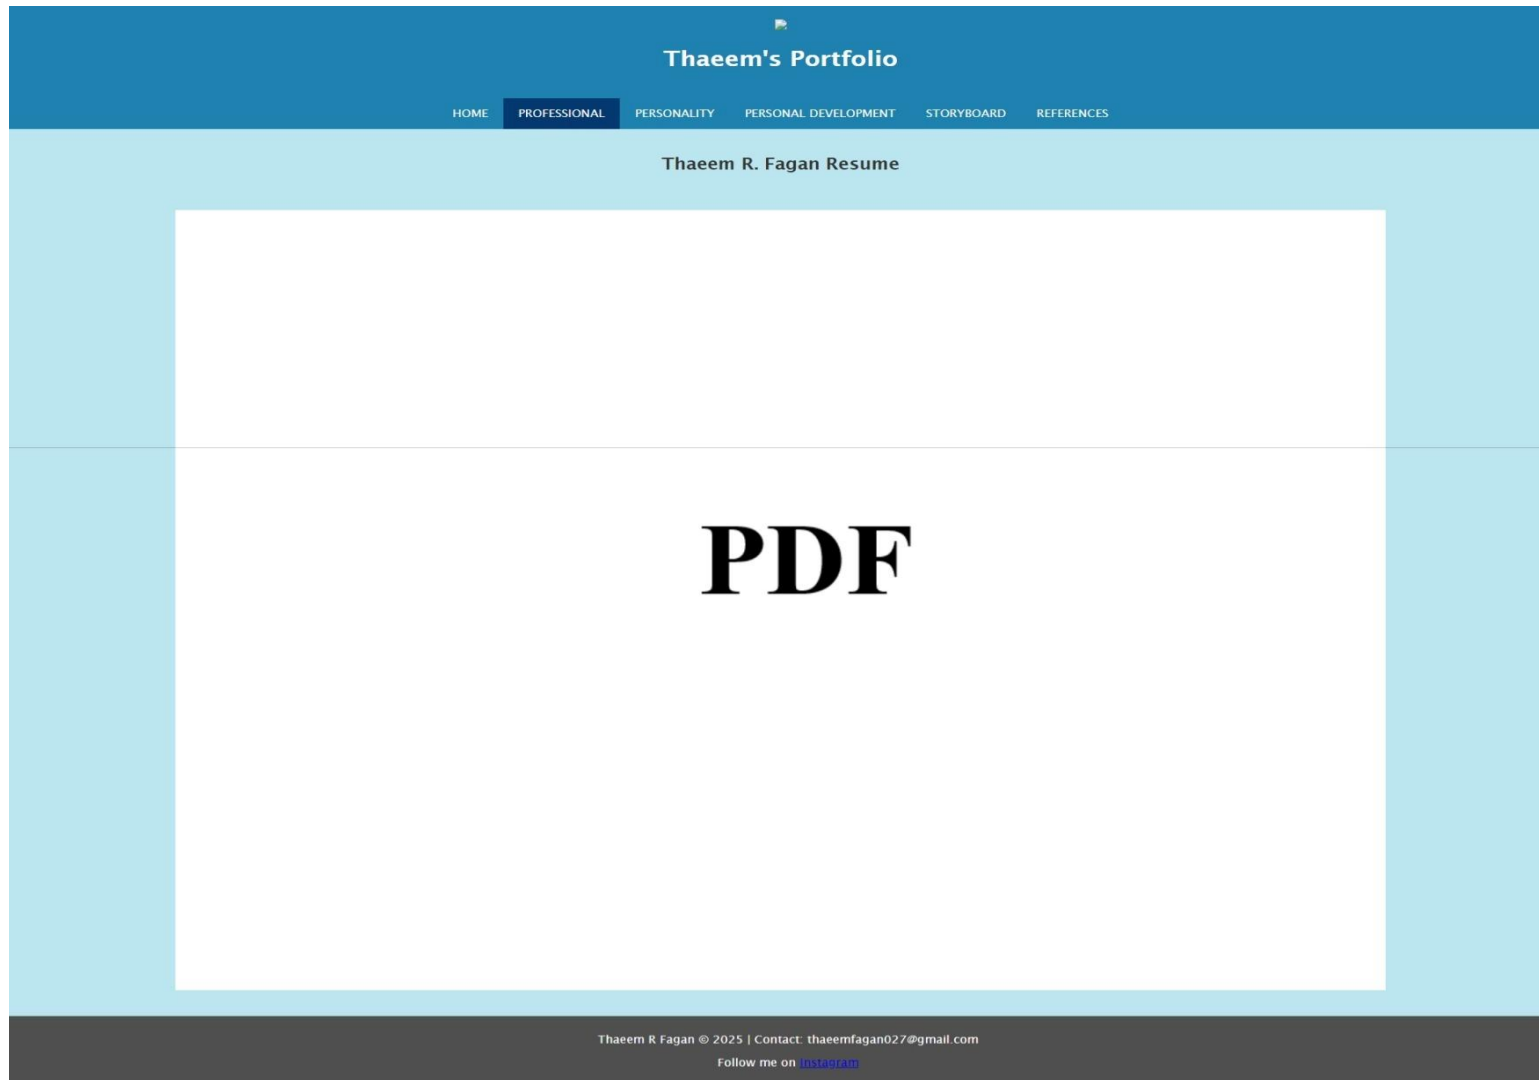 Thaeem's Portfolio
HOME PROFESSIONAL PERSONALITY PERSONAL DEVELOPMENT STORYBOARD REFERENCES
Thaeem R. Fagan Resume
PDF
Thaeem R Fagan © 2025 | Contact: thaeemfagan027@gmail.com
Follow me on Instagram